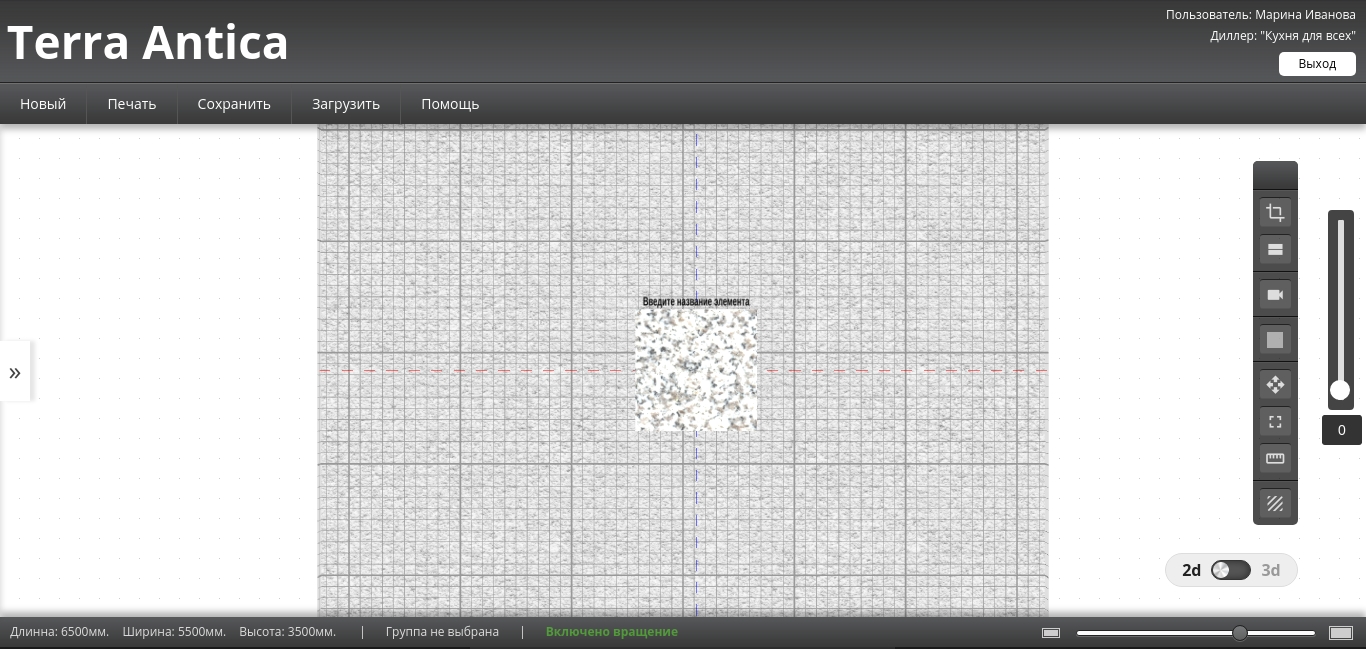 Terra Antica
Пользователь: Марина Иванова
Диллер: "Кухня для всех"
Выход
Новый Печать Сохранить Загрузить Помощь
Введите название элемента
»
0
2d 3d
Длинна: 6500мм. Ширина: 5500мм. Высота: 3500мм. | Группа не выбрана | Включено вращение